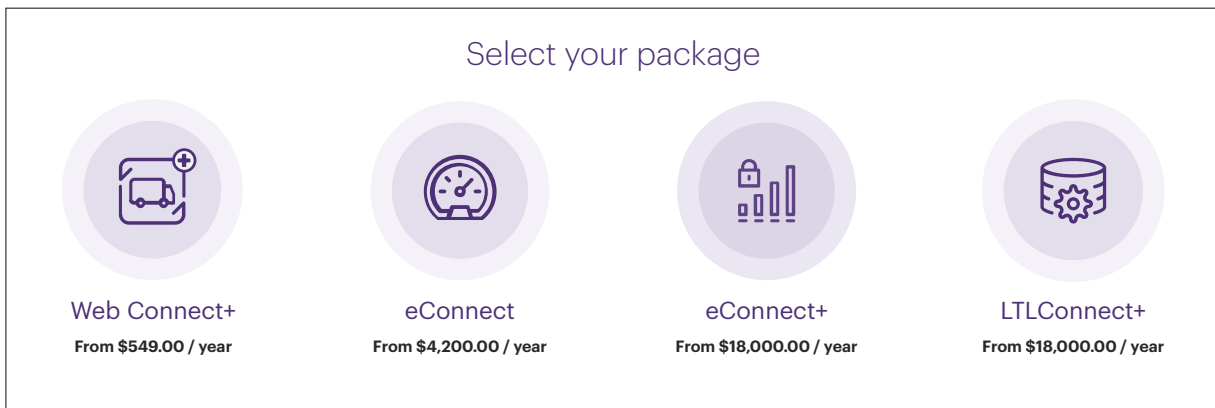 Select your package
Web Connect+
From $549.00 / year
eConnect
From $4,200.00 / year
eConnect+
From $18,000.00 / year
LTLConnect+
From $18,000.00 / year